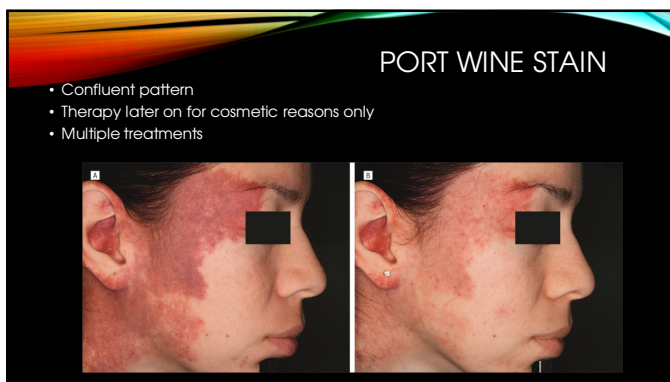 PORT WINE STAIN
• Confluent pattern
• Therapy later on for cosmetic reasons only
• Multiple treatments
A
B